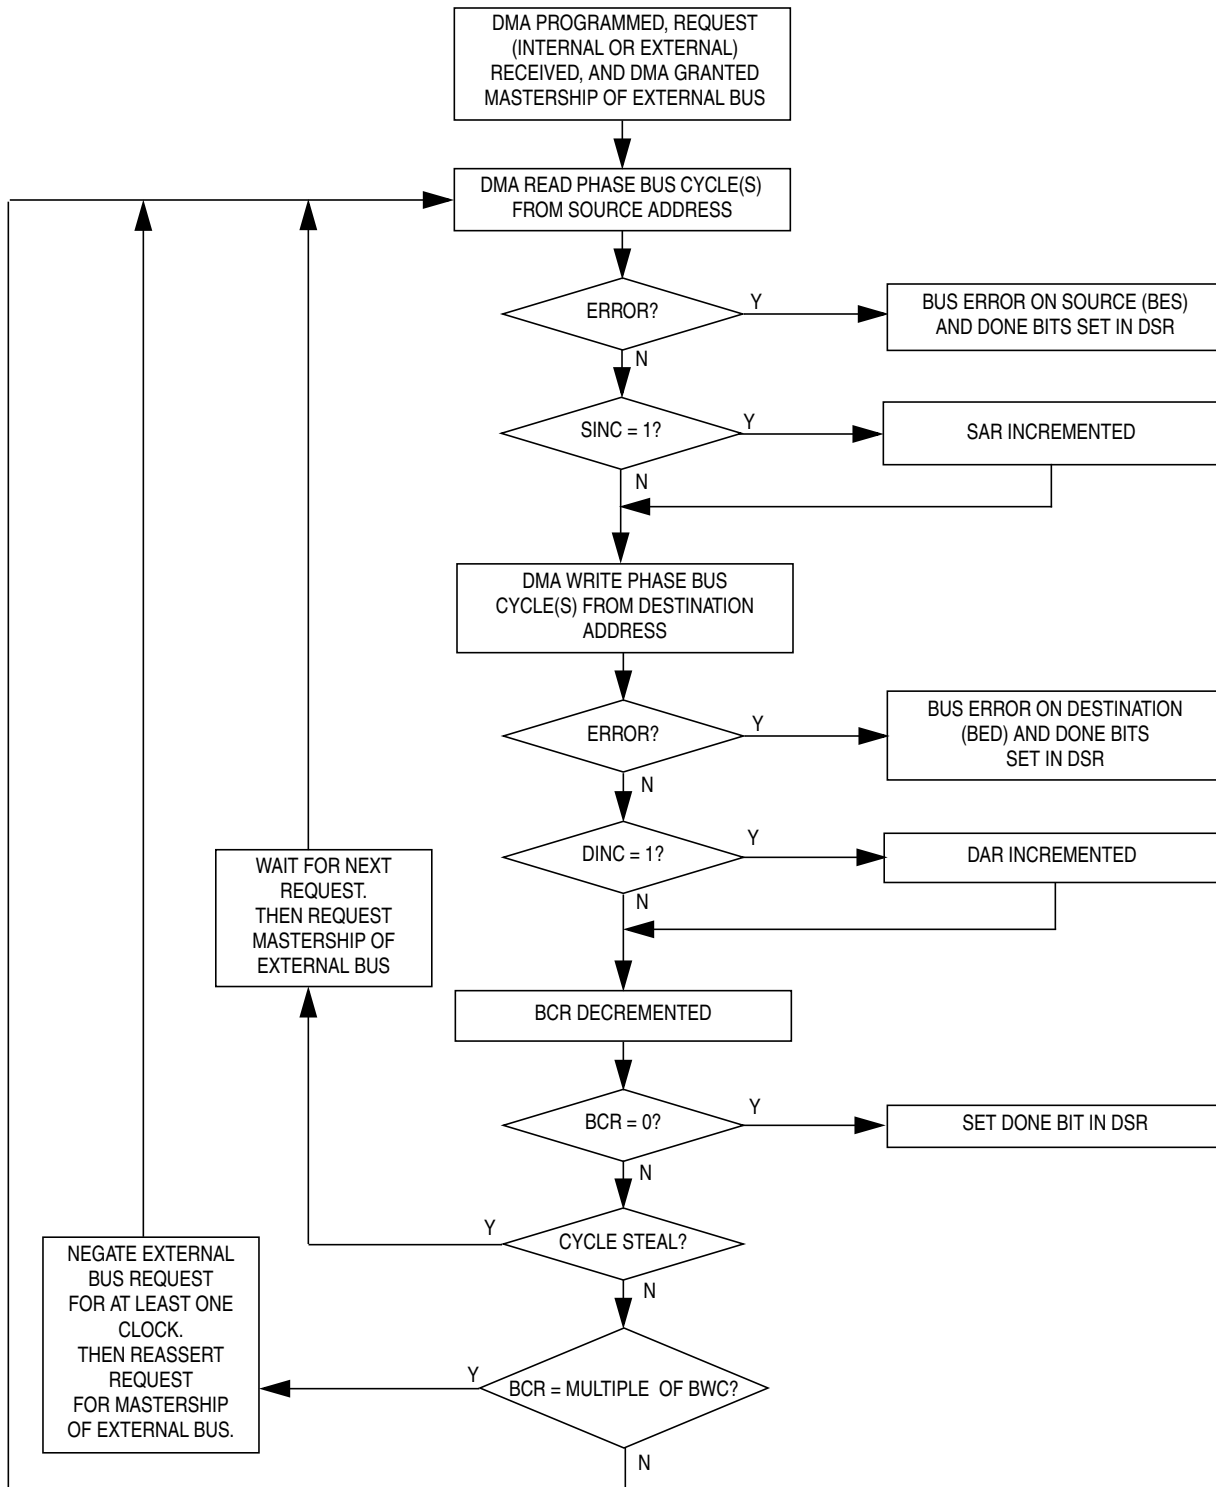 DMA PROGRAMMED, REQUEST
(INTERNAL OR EXTERNAL)
RECEIVED, AND DMA GRANTED
MASTERSHIP OF EXTERNAL BUS
DMA READ PHASE BUS CYCLE(S)
FROM SOURCE ADDRESS
ERROR?
Y
BUS ERROR ON SOURCE (BES)
AND DONE BITS SET IN DSR
N
SINC = 1?
Y
SAR INCREMENTED
N
DMA WRITE PHASE BUS
CYCLE(S) FROM DESTINATION
ADDRESS
ERROR?
Y
BUS ERROR ON DESTINATION
(BED) AND DONE BITS
SET IN DSR
N
DINC = 1?
Y
DAR INCREMENTED
N
WAIT FOR NEXT
REQUEST.
THEN REQUEST
MASTERSHIP OF
EXTERNAL BUS
BCR DECREMENTED
BCR = 0?
Y
SET DONE BIT IN DSR
N
CYCLE STEAL?
Y
N
NEGATE EXTERNAL
BUS REQUEST
FOR AT LEAST ONE
CLOCK.
THEN REASSERT
REQUEST
FOR MASTERSHIP
OF EXTERNAL BUS.
Y
BCR = MULTIPLE OF BWC?
N